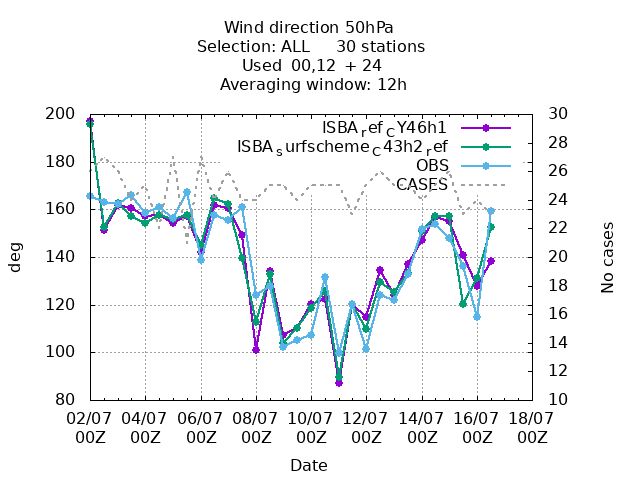 Wind direction 50hPa
Selection: ALL 30 stations
Used 00,12 + 24
Averaging window: 12h
ISBA_ref_CY46h1
ISBA_surfscheme_C43h2_ref
OBS
CASES
200
180
160
140
120
100
80
deg
30
28
26
24
22
20
18
16
14
12
10
No cases
02/07 04/07 06/07 08/07 10/07 12/07 14/07 16/07 18/07
00Z 00Z 00Z 00Z 00Z 00Z 00Z 00Z 00Z
Date